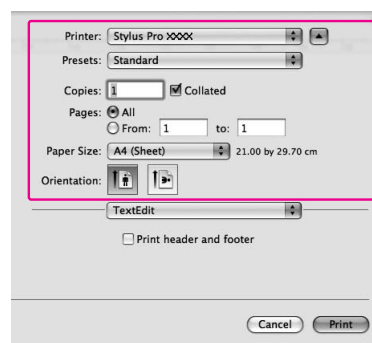 Printer: Stylus Pro XXXX
Presets: Standard
Copies: 1 Collated
Pages: All
From: 1 to: 1
Paper Size: A4 (Sheet) 21.00 by 29.70 cm
Orientation:
TextEdit
Print header and footer
Cancel Print